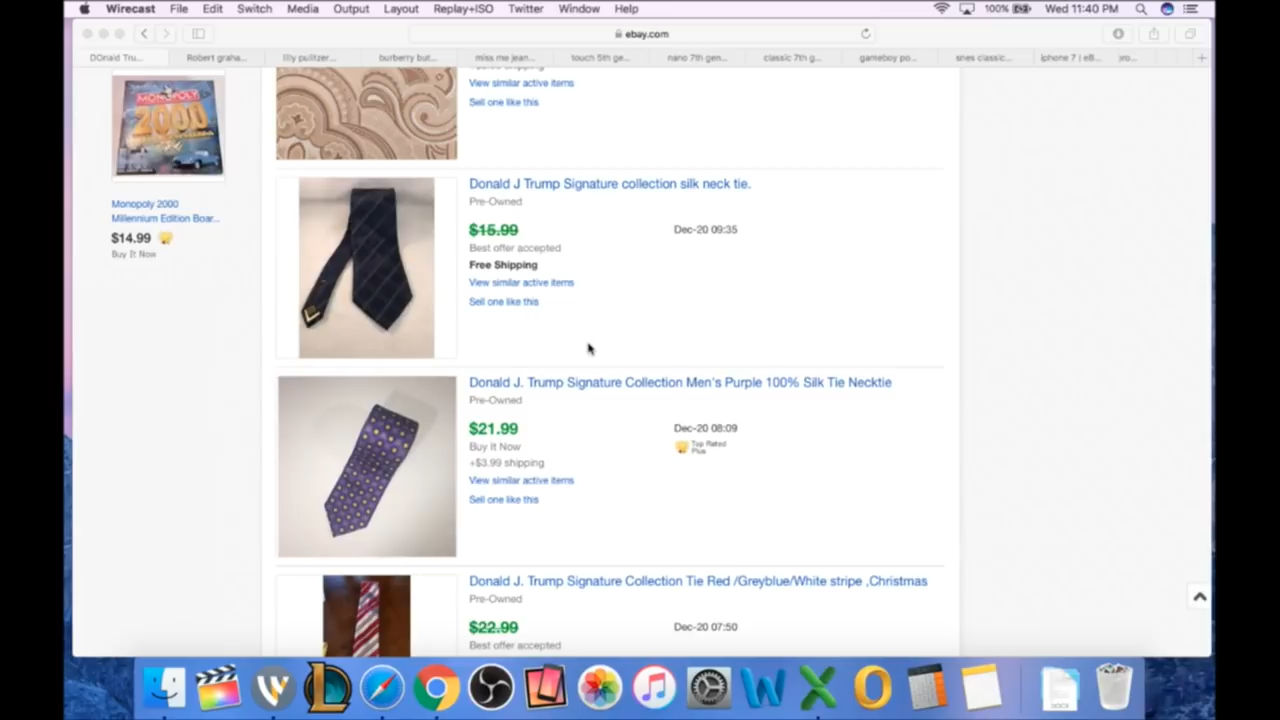 Wirecast File Edit Switch Media Output Layout Replay+ISO Twitter Window Help 100% Wed 11:40 PM
ebay.com
DOnald Tru... Robert graha... lilly pulitzer... burberry but... miss me jean... touch 5th ge... nano 7th gen... classic 7th g... gameboy po... snes classic... iphone 7 | eB...
MONOPOLY
2000
Monopoly 2000
Millennium Edition Boar...
$14.99
Buy It Now
View similar active items
Sell one like this
Donald J Trump Signature collection silk neck tie.
Pre-Owned
$15.99 Dec-20 09:35
Best offer accepted
Free Shipping
View similar active items
Sell one like this
Donald J. Trump Signature Collection Men's Purple 100% Silk Tie Necktie
Pre-Owned
$21.99 Dec-20 08:09
Buy It Now Top Rated
Plus
+$3.99 shipping
View similar active items
Sell one like this
Donald J. Trump Signature Collection Tie Red /Greyblue/White stripe ,Christmas
Pre-Owned
$22.99 Dec-20 07:50
Best offer accepted